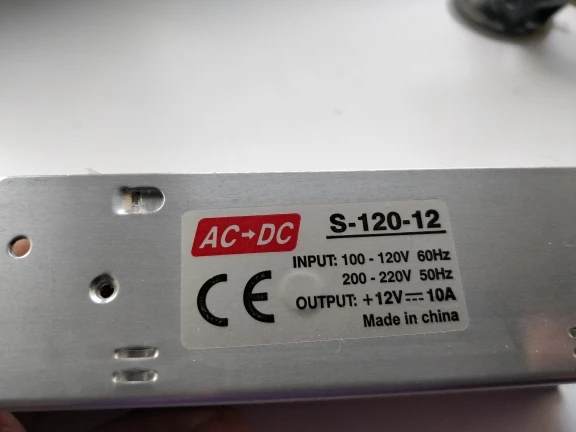 AC→DC
S-120-12
INPUT: 100 - 120V 60Hz
200 - 220V 50Hz
CE
OUTPUT: +12V⎓10A
Made in china